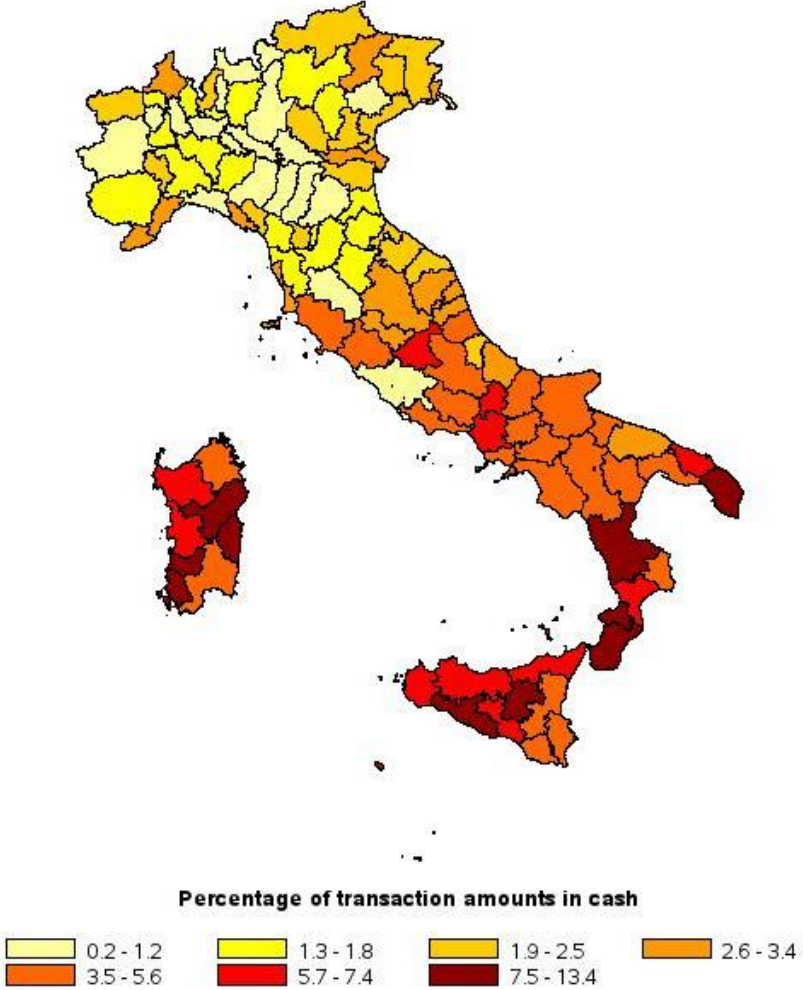 Percentage of transaction amounts in cash
0.2 - 1.2 1.3 - 1.8 1.9 - 2.5 2.6 - 3.4
3.5 - 5.6 5.7 - 7.4 7.5 - 13.4